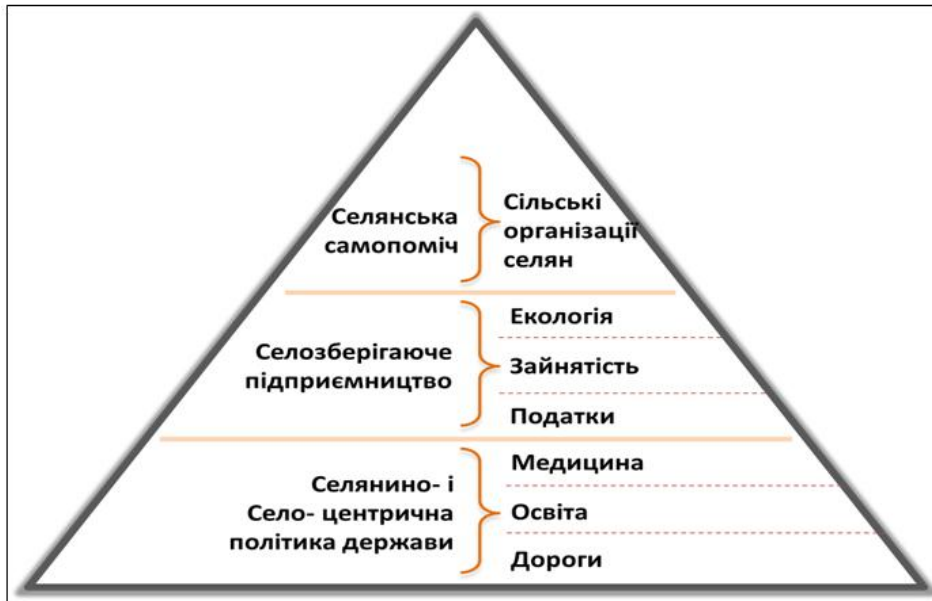 Селянська
самопоміч
Сільські
організації
селян
Селозберігаюче
підприємництво
Екологія
Зайнятість
Податки
Селянино- і
Село- центрична
політика держави
Медицина
Освіта
Дороги